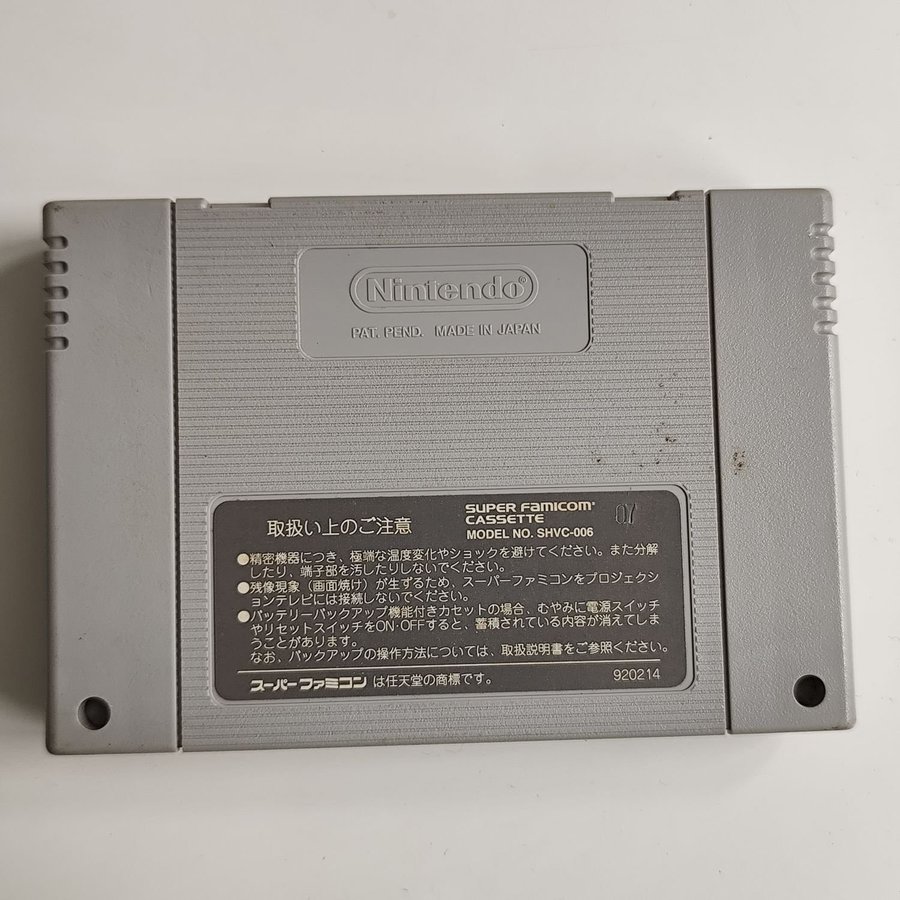 Nintendo®
PAT. PEND. MADE IN JAPAN
取扱い上のご注意
SUPER FAMICOM®
CASSETTE
MODEL NO. SHVC-006
07
●精密機器につき、極端な温度変化やショックを避けてください。また分解
したり、端子部を汚したりしないでください。
●残像現象（画面焼け）が生ずるため、スーパーファミコンをプロジェクシ
ョンテレビには接続しないでください。
●バッテリーバックアップ機能付きカセットの場合、むやみに電源スイッチ
やリセットスイッチをON・OFFすると、蓄積されている内容が消えてしま
うことがあります。
なお、バックアップの操作方法については、取扱説明書をご参照ください。
スーパーファミコン は任天堂の商標です。
920214